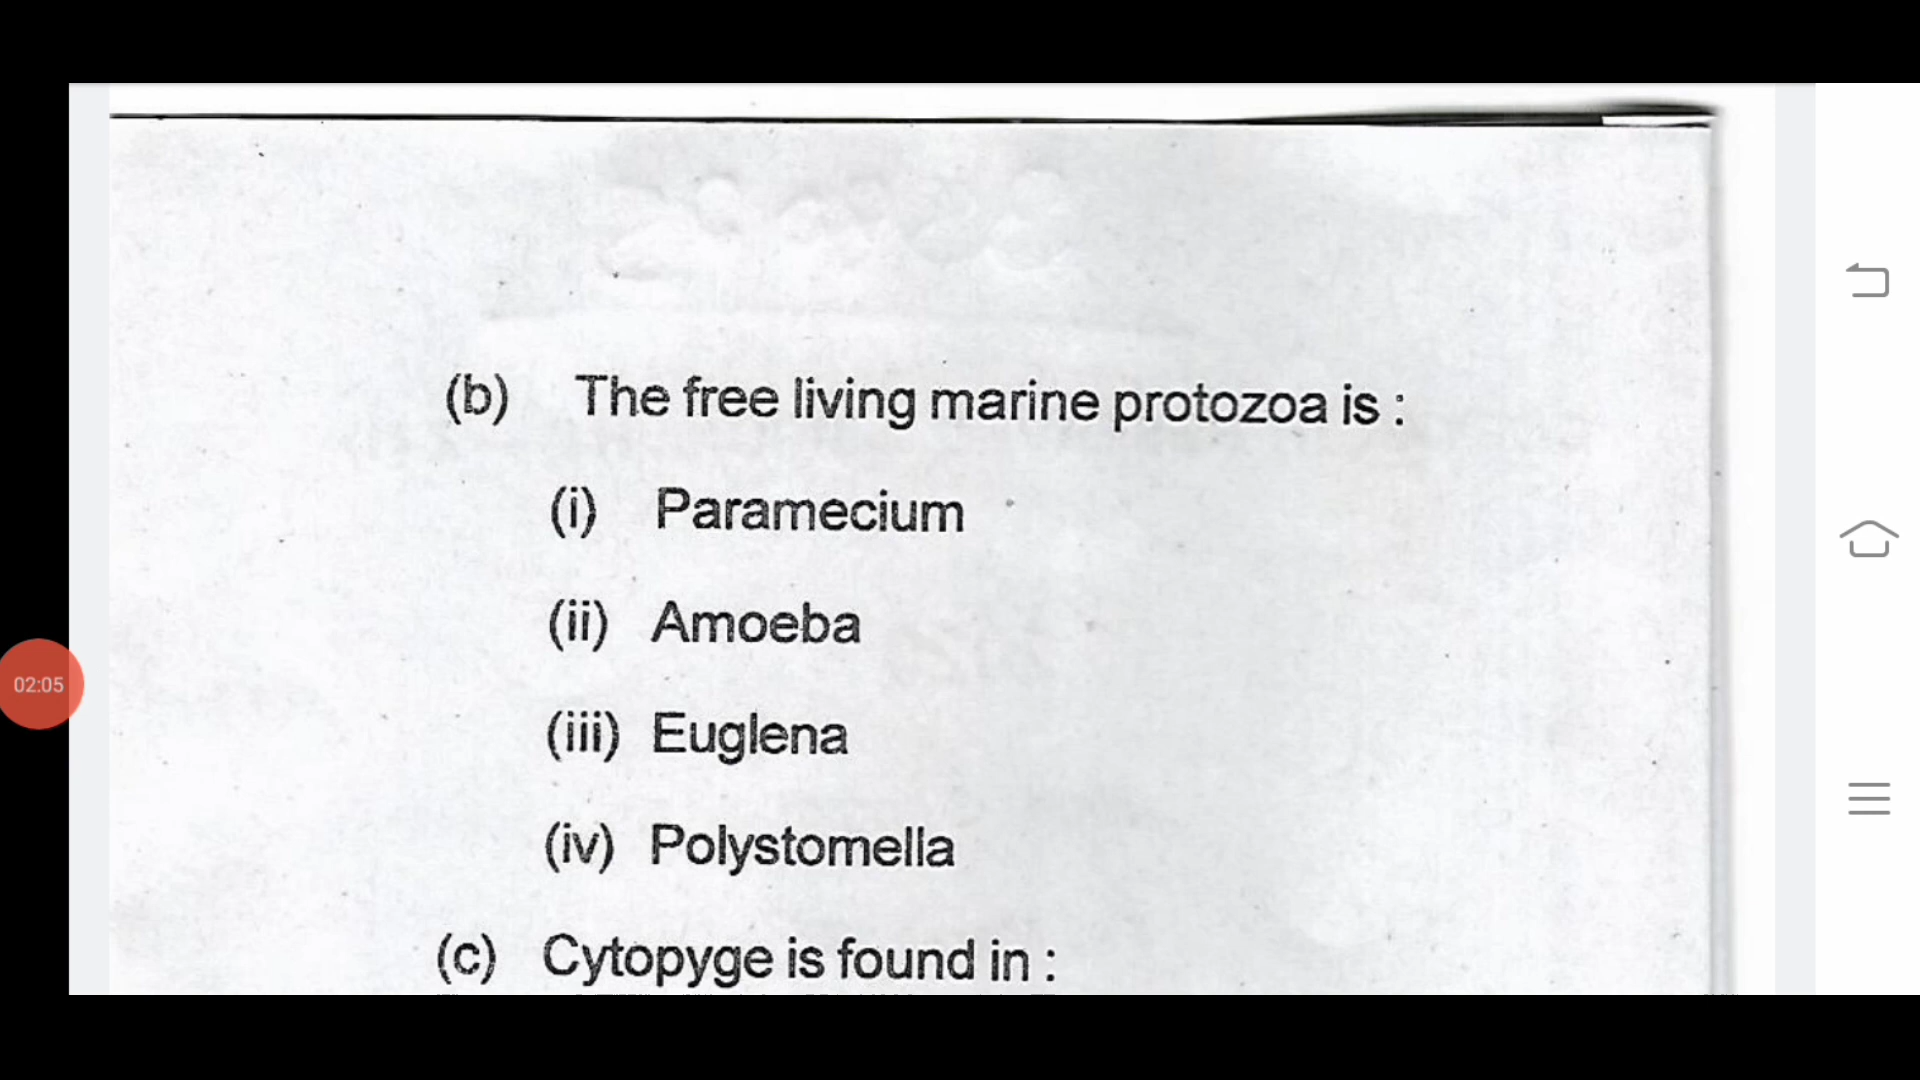 (b) The free living marine protozoa is :
(i) Paramecium
(ii) Amoeba
(iii) Euglena
(iv) Polystomella
02:05
(c) Cytopyge is found in :